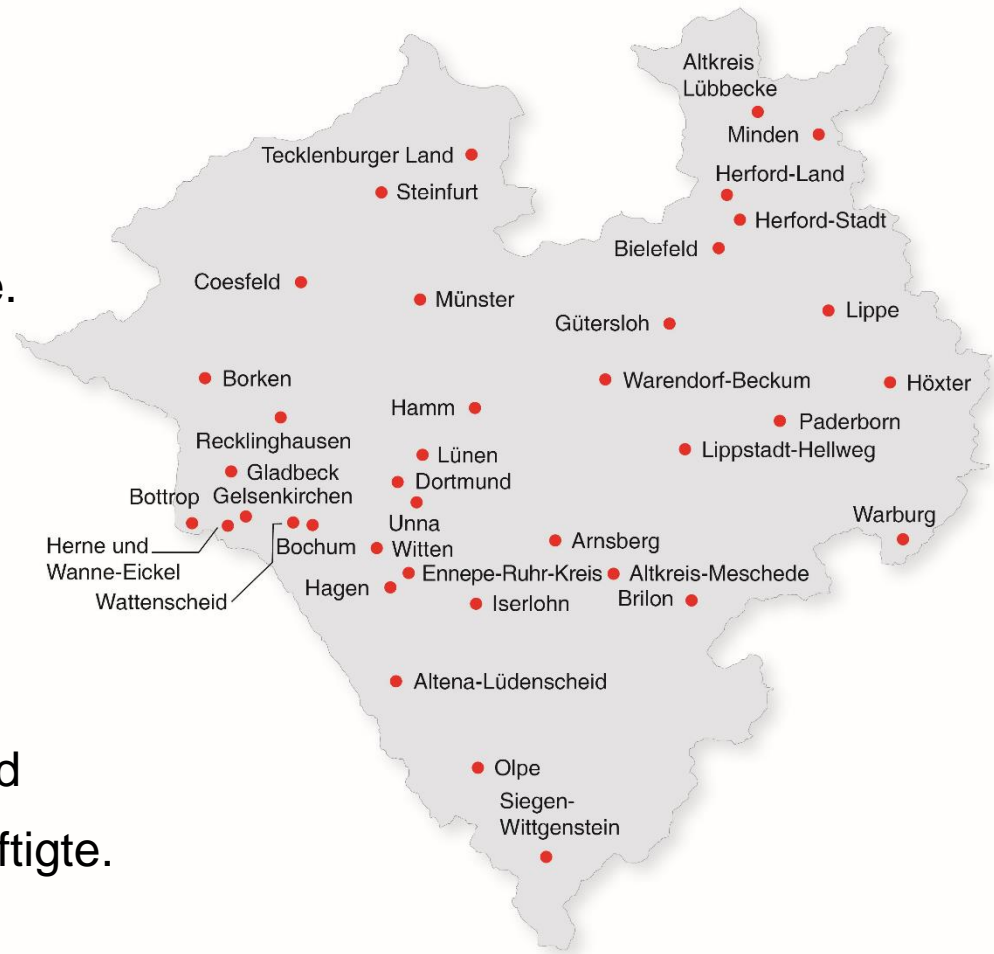 Altkreis
Lübbecke
Minden
Tecklenburger Land
Herford-Land
Steinfurt
Herford-Stadt
Bielefeld
Coesfeld
e.
Münster
Lippe
Gütersloh
Borken
Warendorf-Beckum
Höxter
Hamm
Paderborn
Recklinghausen
Lünen
Lippstadt-Hellweg
Gladbeck
Dortmund
Bottrop
Gelsenkirchen
Unna
Warburg
Herne und
Wanne-Eickel
Bochum
Witten
Arnsberg
Wattenscheid
Hagen
Ennepe-Ruhr-Kreis
Altkreis-Meschede
Iserlohn
Brilon
Altena-Lüdenscheid
d
Olpe
Siegen-
Wittgenstein
ftigte.